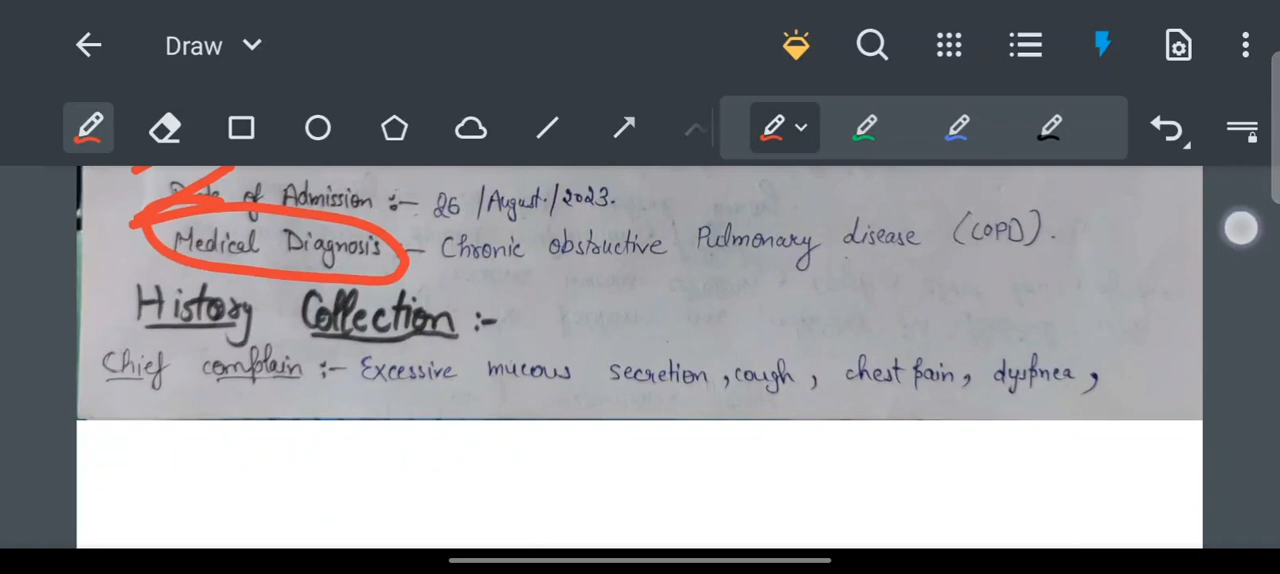 Draw
Date of Admission :- 26 /August./2023.
Medical Diagnosis :- Chronic obstructive Pulmonary disease (COPD).
History Collection :-
Chief complain :- Excessive mucous secretion, cough, chest pain, dyspnea,